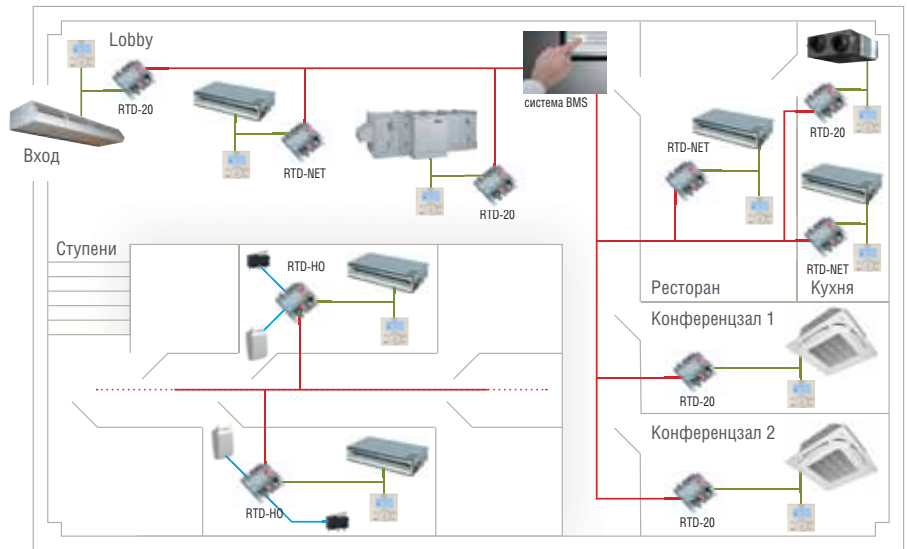 Lobby
RTD-20
Вход
RTD-NET
RTD-20
система BMS
RTD-NET
RTD-20
RTD-NET
Ресторан
Кухня
Ступени
RTD-HO
RTD-HO
Конференцзал 1
RTD-20
Конференцзал 2
RTD-20